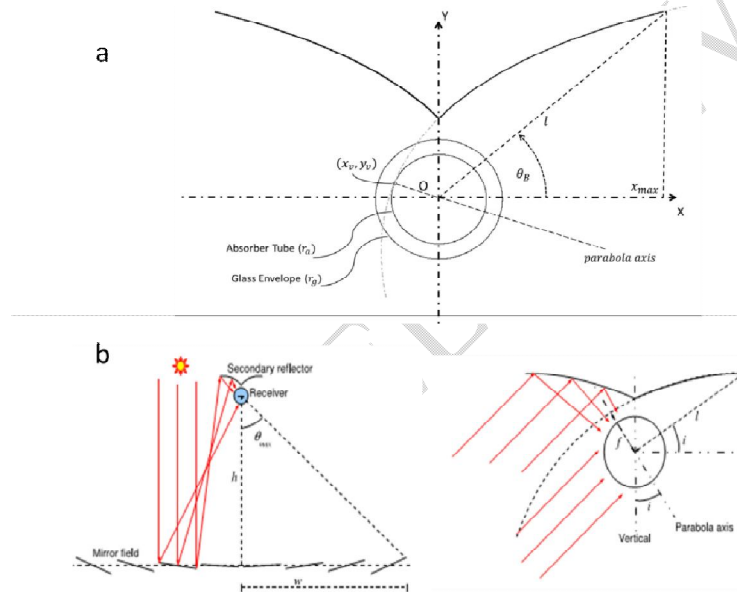 a
Y
l
(x_v, y_v)
O
θ_B
x_max
X
Absorber Tube (r_a)
parabola axis
Glass Envelope (r_g)
b
Secondary reflector
Receiver
θ_max
h
Mirror field
w
f
l
i
i
Parabola axis
Vertical